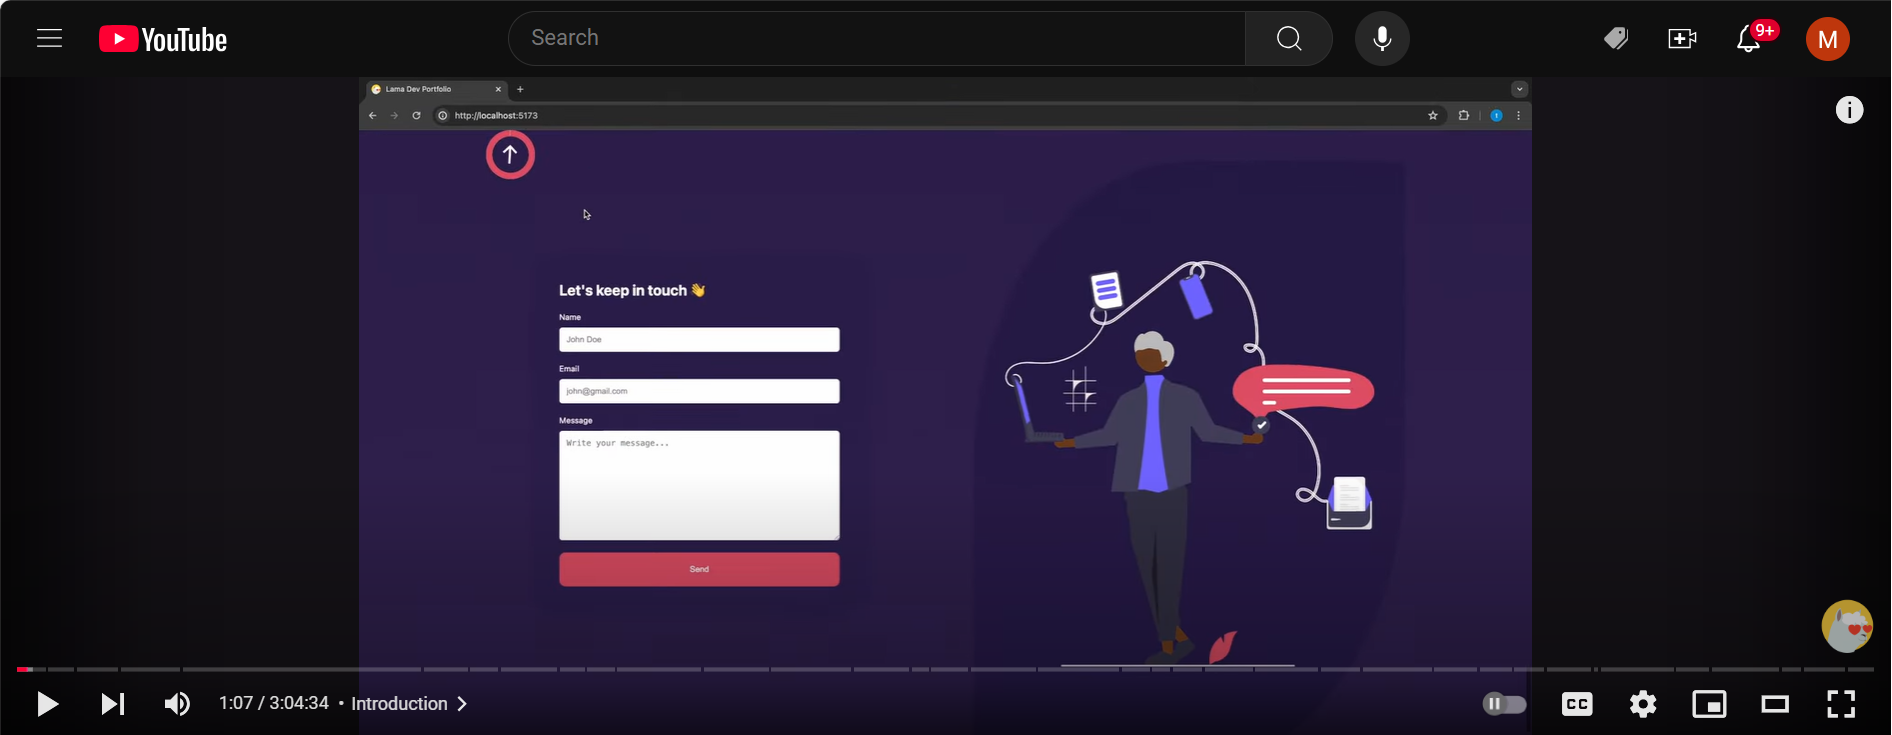 YouTube
Search
9+
M
Lama Dev Portfolio
http://localhost:5173
t
Let's keep in touch 👋
Name
John Doe
Email
john@gmail.com
Message
Write your message...
Send
1:07 / 3:04:34 • Introduction
CC